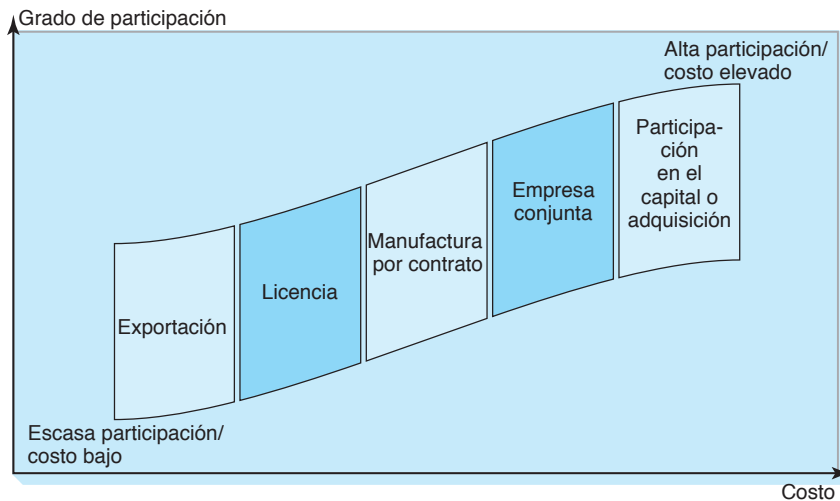 Grado de participación
Alta participación/
costo elevado
Participa-
ción
en el
capital o
adquisición
Empresa
conjunta
Manufactura
por contrato
Licencia
Exportación
Escasa participación/
costo bajo
Costo